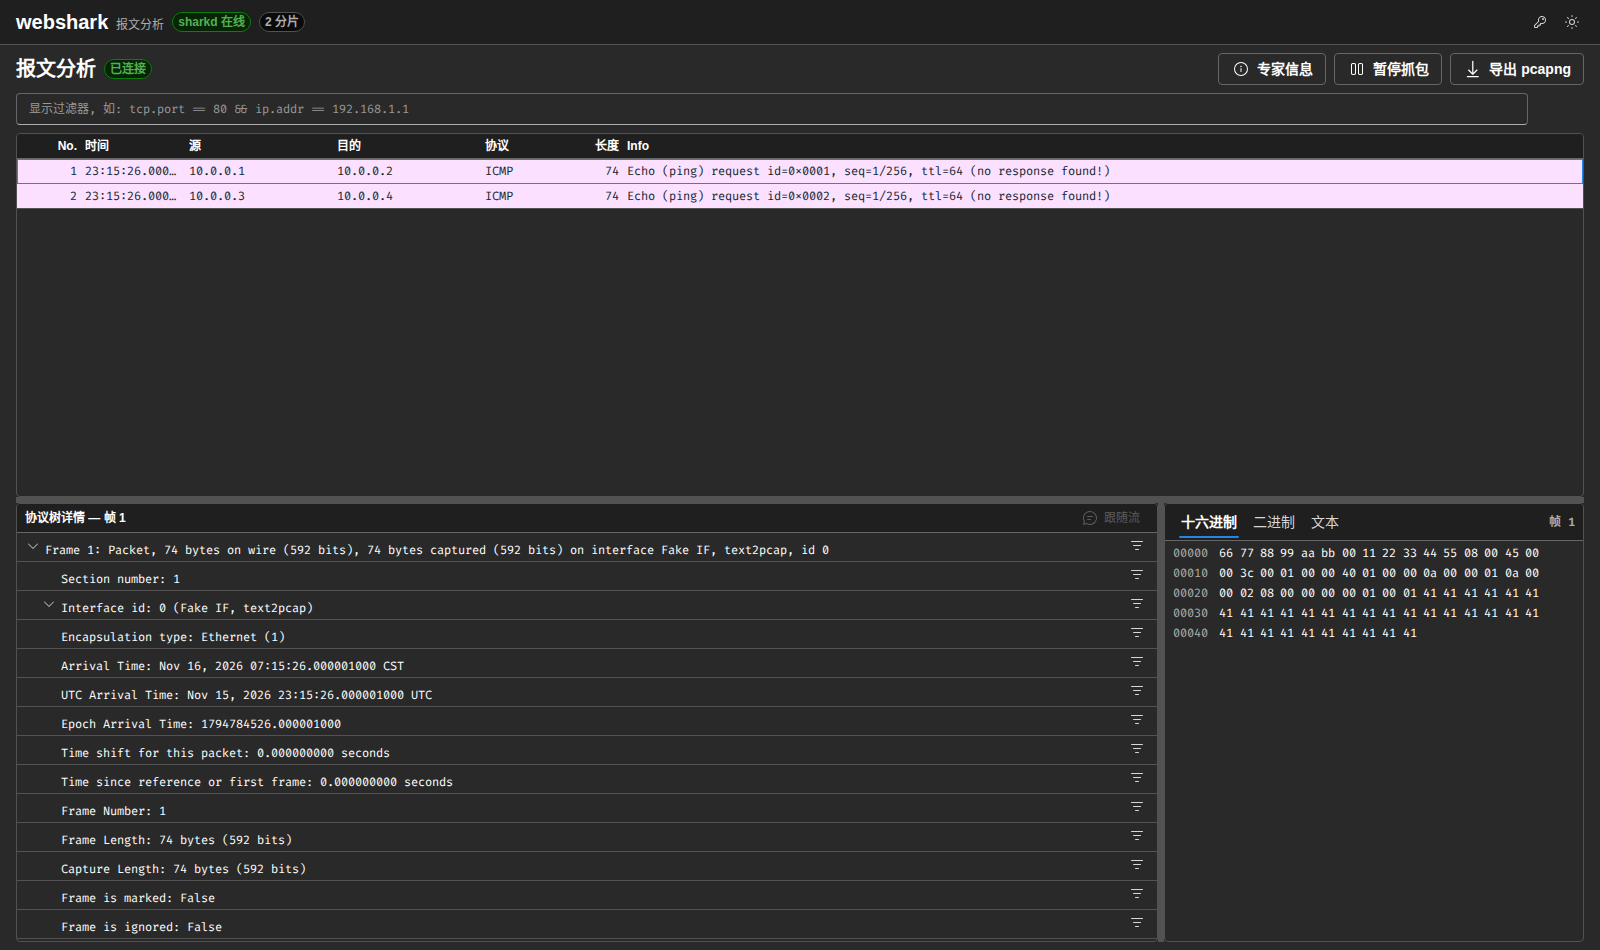 webshark 报文分析 sharkd 在线 2 分片
报文分析 已连接 专家信息 暂停抓包 导出 pcapng
显示过滤器, 如: tcp.port == 80 && ip.addr == 192.168.1.1
No. 时间 源 目的 协议 长度 Info
1 23:15:26.000… 10.0.0.1 10.0.0.2 ICMP 74 Echo (ping) request id=0×0001, seq=1/256, ttl=64 (no response found!)
2 23:15:26.000… 10.0.0.3 10.0.0.4 ICMP 74 Echo (ping) request id=0×0002, seq=1/256, ttl=64 (no response found!)
协议树详情 — 帧 1 跟随流
Frame 1: Packet, 74 bytes on wire (592 bits), 74 bytes captured (592 bits) on interface Fake IF, text2pcap, id 0
Section number: 1
Interface id: 0 (Fake IF, text2pcap)
Encapsulation type: Ethernet (1)
Arrival Time: Nov 16, 2026 07:15:26.000001000 CST
UTC Arrival Time: Nov 15, 2026 23:15:26.000001000 UTC
Epoch Arrival Time: 1794784526.000001000
Time shift for this packet: 0.000000000 seconds
Time since reference or first frame: 0.000000000 seconds
Frame Number: 1
Frame Length: 74 bytes (592 bits)
Capture Length: 74 bytes (592 bits)
Frame is marked: False
Frame is ignored: False
十六进制 二进制 文本 帧 1
00000 66 77 88 99 aa bb 00 11 22 33 44 55 08 00 45 00
00010 00 3c 00 01 00 00 40 01 00 00 0a 00 00 01 0a 00
00020 00 02 08 00 00 00 00 01 00 01 41 41 41 41 41 41
00030 41 41 41 41 41 41 41 41 41 41 41 41 41 41 41 41
00040 41 41 41 41 41 41 41 41 41 41